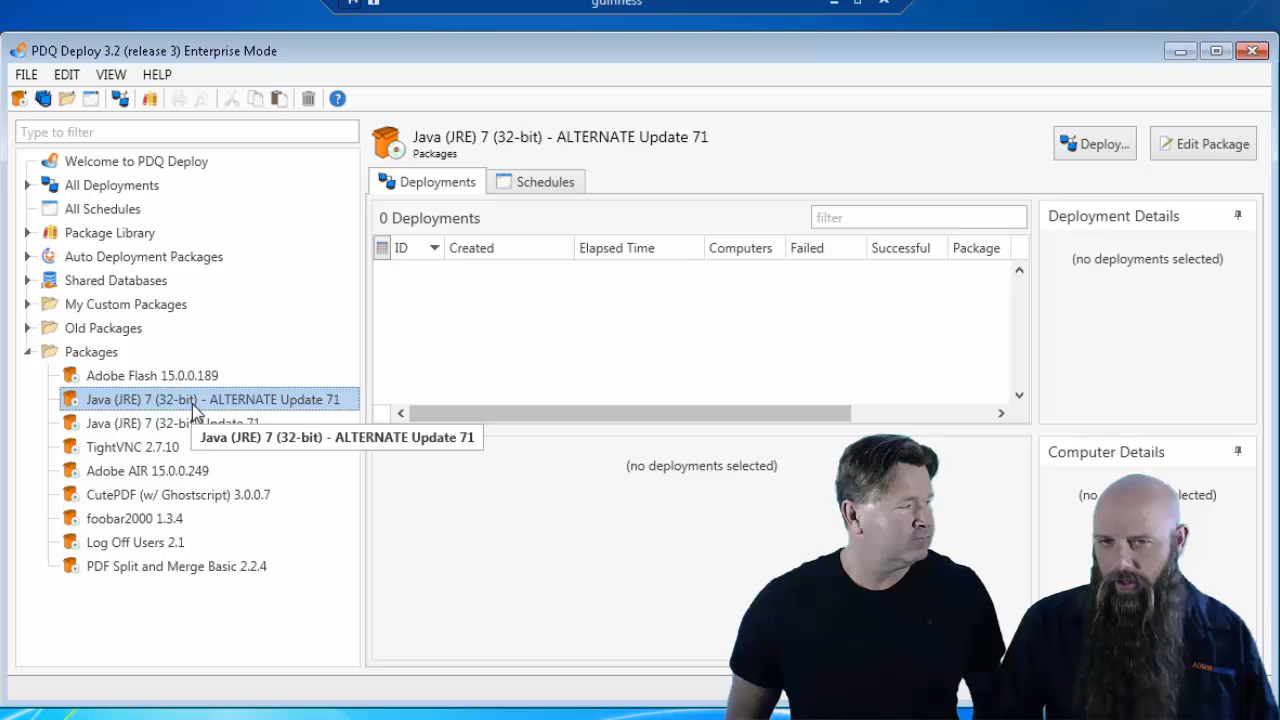 guinness
PDQ Deploy 3.2 (release 3) Enterprise Mode
FILE EDIT VIEW HELP
Type to filter
Welcome to PDQ Deploy
All Deployments
All Schedules
Package Library
Auto Deployment Packages
Shared Databases
My Custom Packages
Old Packages
Packages
Adobe Flash 15.0.0.189
Java (JRE) 7 (32-bit) - ALTERNATE Update 71
Java (JRE) 7 (32-bit) Update 71
TightVNC 2.7.10
Adobe AIR 15.0.0.249
CutePDF (w/ Ghostscript) 3.0.0.7
foobar2000 1.3.4
Log Off Users 2.1
PDF Split and Merge Basic 2.2.4
Java (JRE) 7 (32-bit) - ALTERNATE Update 71
Java (JRE) 7 (32-bit) - ALTERNATE Update 71
Packages
Deploy... Edit Package
Deployments Schedules
0 Deployments filter
ID Created Elapsed Time Computers Failed Successful Package
(no deployments selected)
Deployment Details
(no deployments selected)
Computer Details
(no selected)
ADMIN